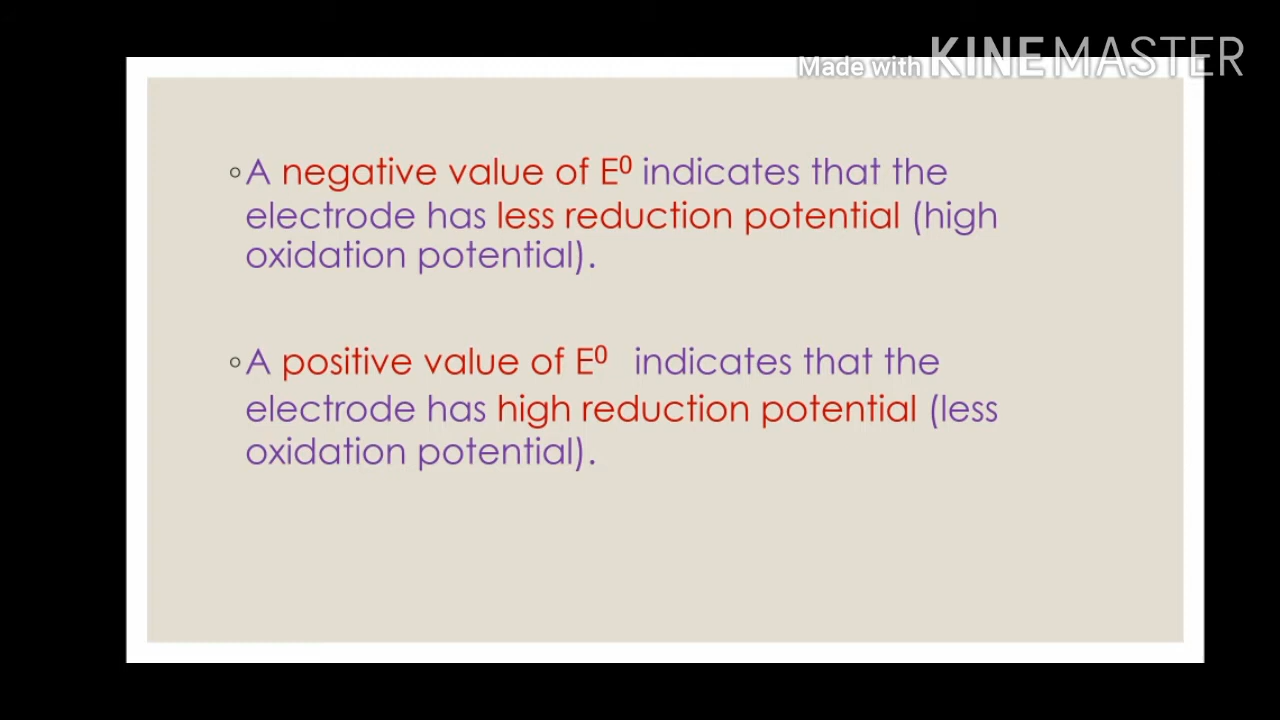 Made with KINEMASTER
◦A negative value of E⁰ indicates that the
electrode has less reduction potential (high
oxidation potential).
◦A positive value of E⁰ indicates that the
electrode has high reduction potential (less
oxidation potential).